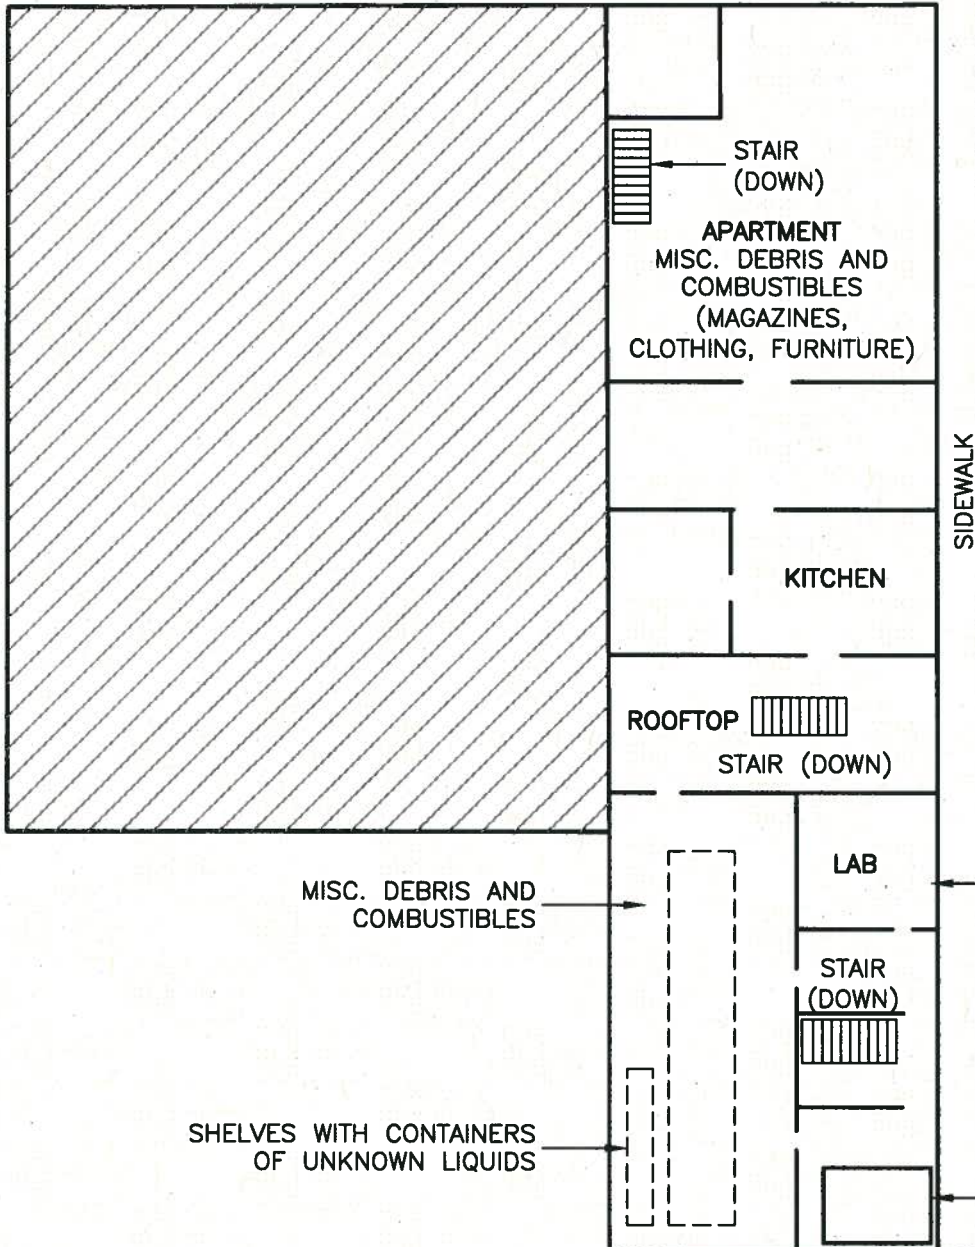 STAIR
(DOWN)
APARTMENT
MISC. DEBRIS AND
COMBUSTIBLES
(MAGAZINES,
CLOTHING, FURNITURE)
SIDEWALK
KITCHEN
ROOFTOP
STAIR (DOWN)
LAB
MISC. DEBRIS AND
COMBUSTIBLES
STAIR
(DOWN)
SHELVES WITH CONTAINERS
OF UNKNOWN LIQUIDS